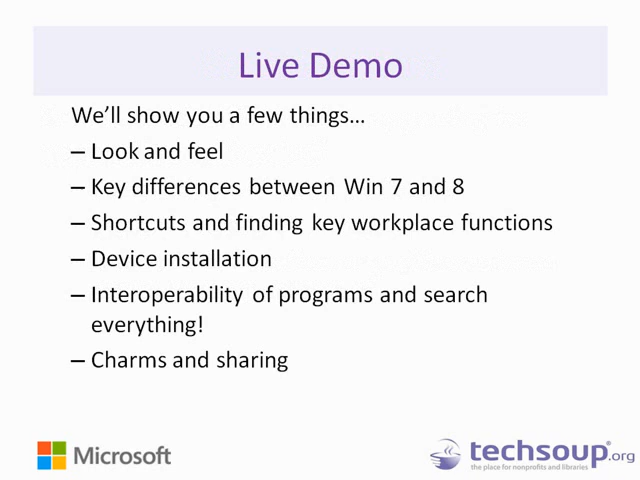 Live Demo
We’ll show you a few things…
– Look and feel
– Key differences between Win 7 and 8
– Shortcuts and finding key workplace functions
– Device installation
– Interoperability of programs and search
everything!
– Charms and sharing
Microsoft
techsoup.org
the place for nonprofits and libraries